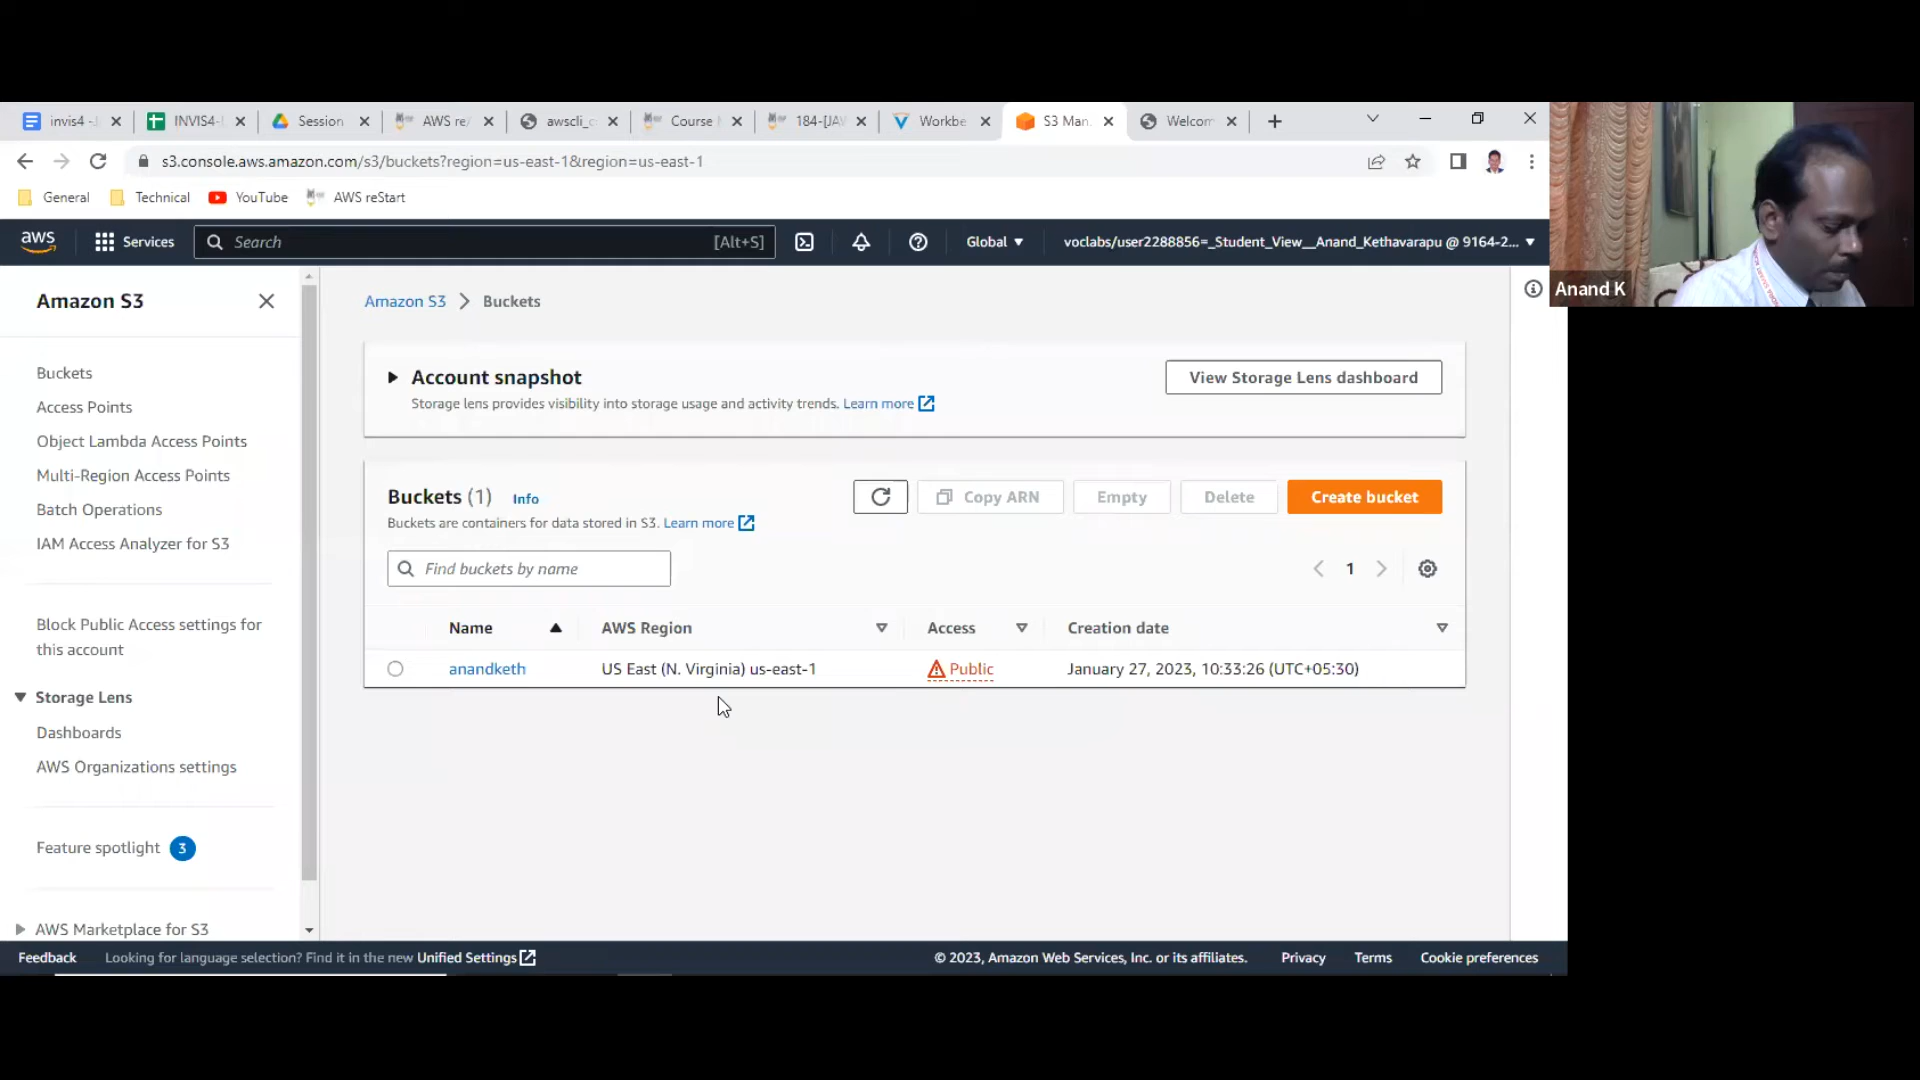 invis4 -
INVIS4-
Session
AWS re/
awscli_c
Course
184-[JA
Workbe
S3 Man
Welcom
s3.console.aws.amazon.com/s3/buckets?region=us-east-1&region=us-east-1
General
Technical
YouTube
AWS reStart
aws
Services
Search
[Alt+S]
Global
voclabs/user2288856=_Student_View__Anand_Kethavarapu @ 9164-2...
Anand K
Amazon S3
Buckets
Access Points
Object Lambda Access Points
Multi-Region Access Points
Batch Operations
IAM Access Analyzer for S3
Block Public Access settings for
this account
Storage Lens
Dashboards
AWS Organizations settings
Feature spotlight 3
AWS Marketplace for S3
Amazon S3 > Buckets
Account snapshot
View Storage Lens dashboard
Storage lens provides visibility into storage usage and activity trends. Learn more
Buckets (1) Info
Copy ARN
Empty
Delete
Create bucket
Buckets are containers for data stored in S3. Learn more
Find buckets by name
1
Name AWS Region Access Creation date
anandketh US East (N. Virginia) us-east-1 Public January 27, 2023, 10:33:26 (UTC+05:30)
Feedback Looking for language selection? Find it in the new Unified Settings © 2023, Amazon Web Services, Inc. or its affiliates. Privacy Terms Cookie preferences